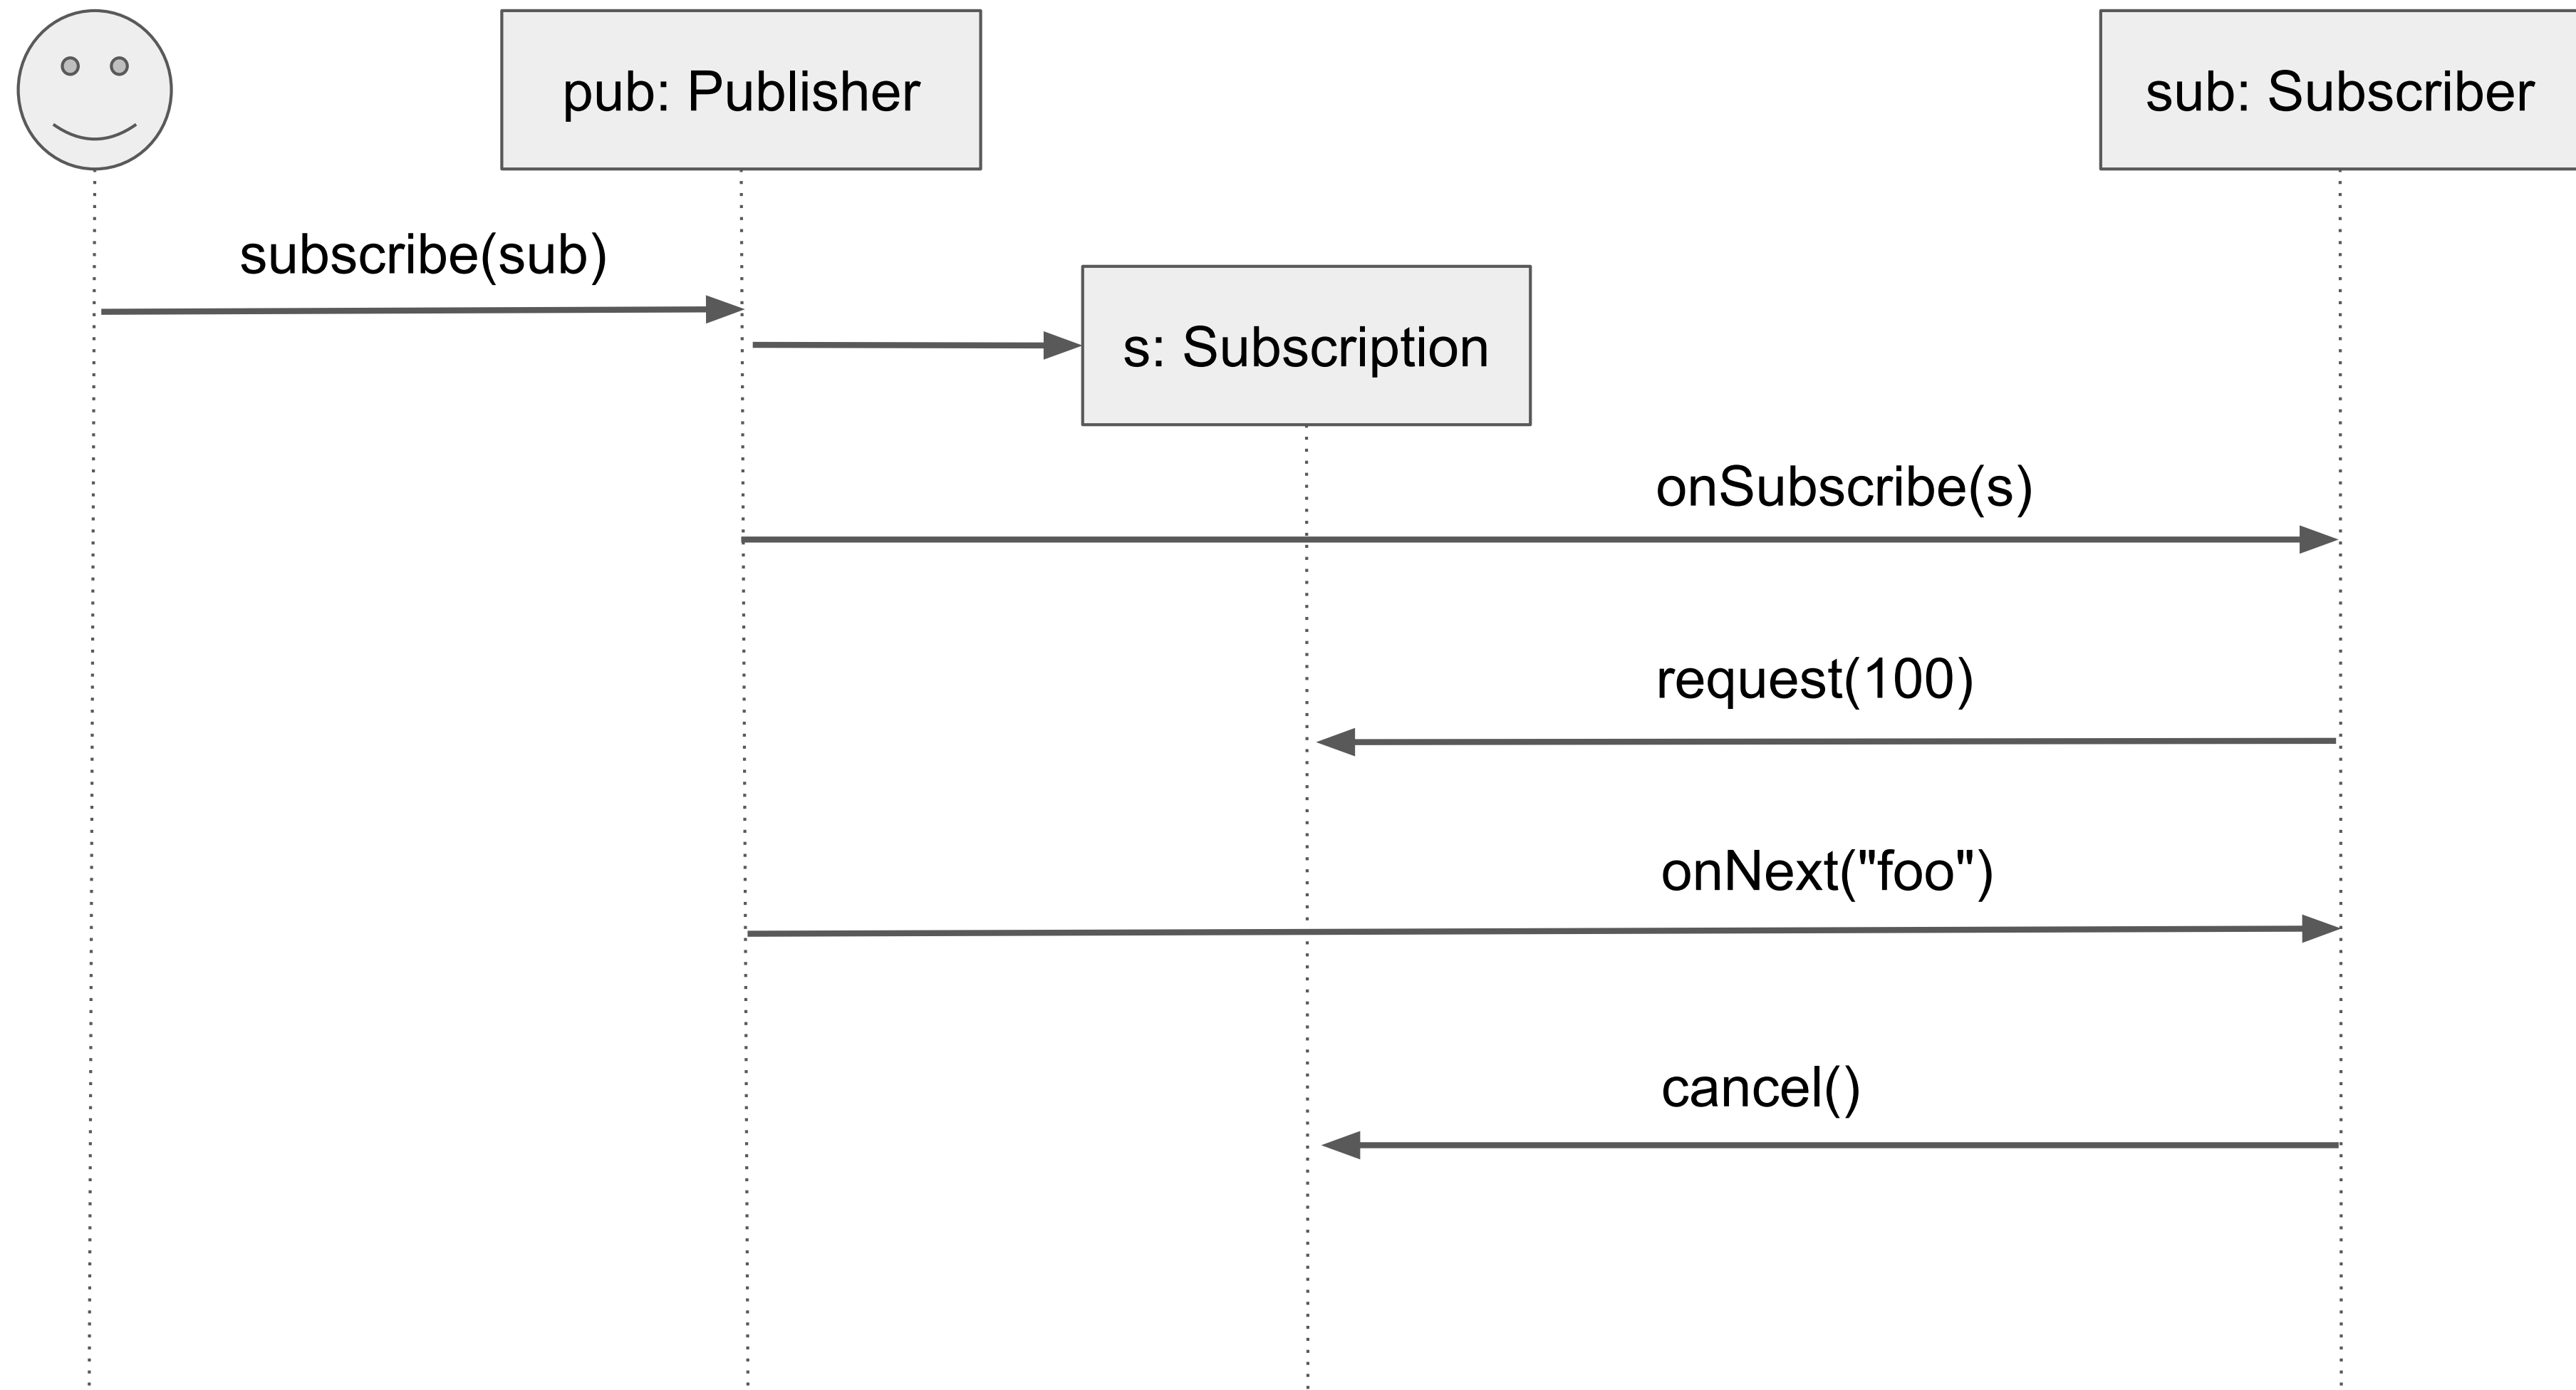 pub: Publisher
sub: Subscriber
subscribe(sub)
s: Subscription
onSubscribe(s)
request(100)
onNext("foo")
cancel()